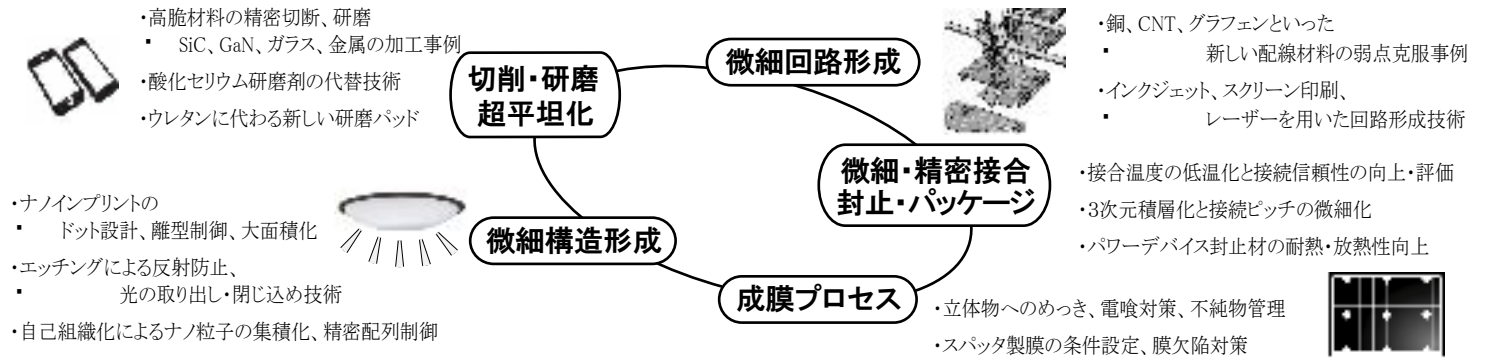 ・高脆材料の精密切断、研磨
▪ SiC、GaN、ガラス、金属の加工事例
・酸化セリウム研磨剤の代替技術
・ウレタンに代わる新しい研磨パッド
切削・研磨
超平坦化
微細回路形成
・銅、CNT、グラフェンといった
▪ 新しい配線材料の弱点克服事例
・インクジェット、スクリーン印刷、
▪ レーザーを用いた回路形成技術
微細・精密接合
封止・パッケージ
・接合温度の低温化と接続信頼性の向上・評価
・3次元積層化と接続ピッチの微細化
・パワーデバイス封止材の耐熱・放熱性向上
・ナノインプリントの
▪ ドット設計、離型制御、大面積化
・エッチングによる反射防止、
▪ 光の取り出し・閉じ込め技術
・自己組織化によるナノ粒子の集積化、精密配列制御
微細構造形成
成膜プロセス
・立体物へのめっき、電喰対策、不純物管理
・スパッタ製膜の条件設定、膜欠陥対策